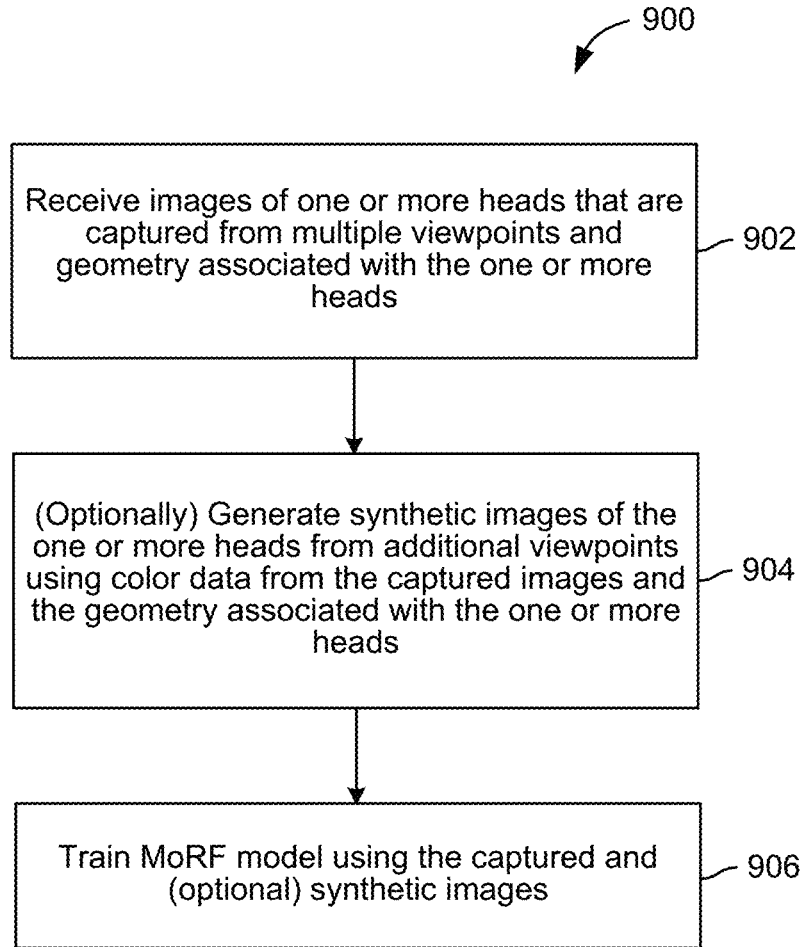 900
Receive images of one or more heads that are
captured from multiple viewpoints and
geometry associated with the one or more
heads
902
(Optionally) Generate synthetic images of the
one or more heads from additional viewpoints
using color data from the captured images and
the geometry associated with the one or more
heads
904
Train MoRF model using the captured and
(optional) synthetic images
906